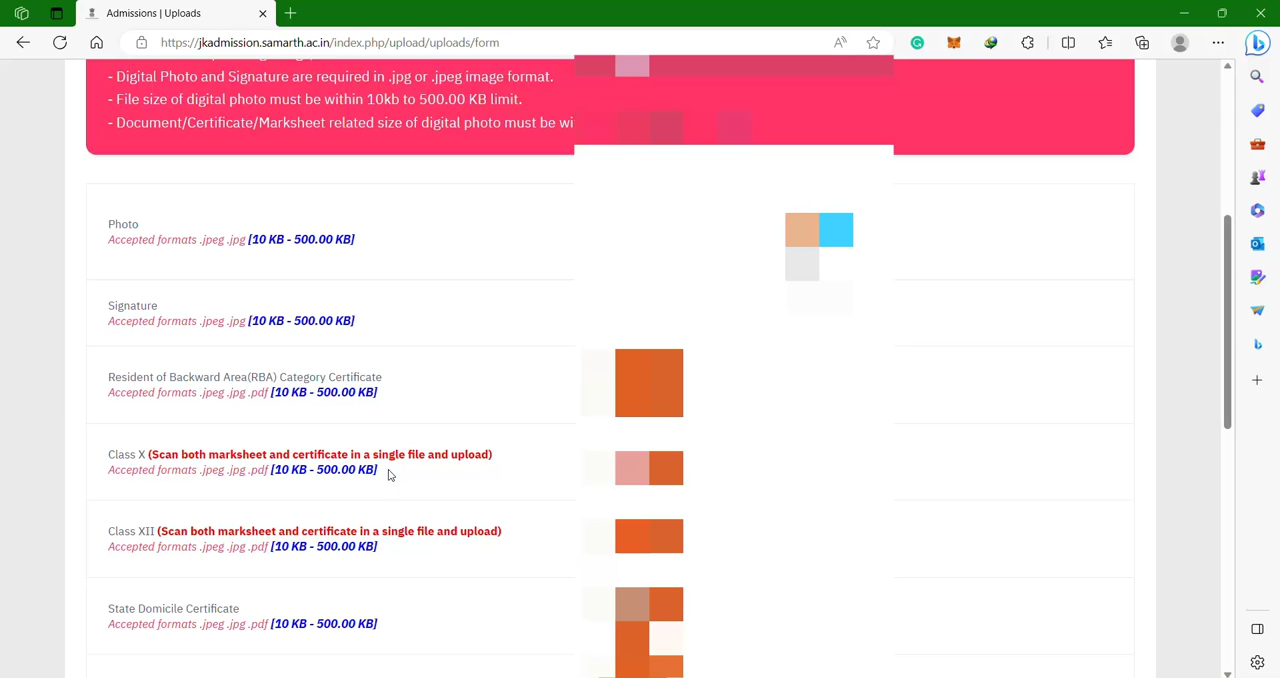 Admissions | Uploads
https://jkadmission.samarth.ac.in/index.php/upload/uploads/form
- Digital Photo and Signature are required in .jpg or .jpeg image format.
- File size of digital photo must be within 10kb to 500.00 KB limit.
- Document/Certificate/Marksheet related size of digital photo must be wi
Photo
Accepted formats .jpeg .jpg [10 KB - 500.00 KB]
Signature
Accepted formats .jpeg .jpg [10 KB - 500.00 KB]
Resident of Backward Area(RBA) Category Certificate
Accepted formats .jpeg .jpg .pdf [10 KB - 500.00 KB]
Class X (Scan both marksheet and certificate in a single file and upload)
Accepted formats .jpeg .jpg .pdf [10 KB - 500.00 KB]
Class XII (Scan both marksheet and certificate in a single file and upload)
Accepted formats .jpeg .jpg .pdf [10 KB - 500.00 KB]
State Domicile Certificate
Accepted formats .jpeg .jpg .pdf [10 KB - 500.00 KB]